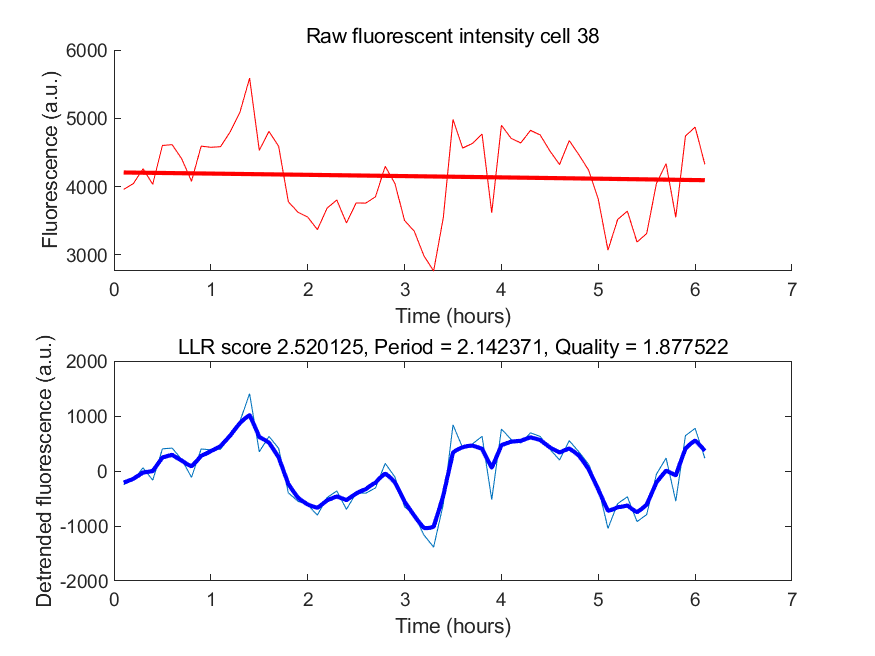 Raw fluorescent intensity cell 38
6000
5000
4000
3000
Fluorescence (a.u.)
0 1 2 3 4 5 6 7
Time (hours)
LLR score 2.520125, Period = 2.142371, Quality = 1.877522
2000
1000
0
-1000
-2000
Detrended fluorescence (a.u.)
0 1 2 3 4 5 6 7
Time (hours)